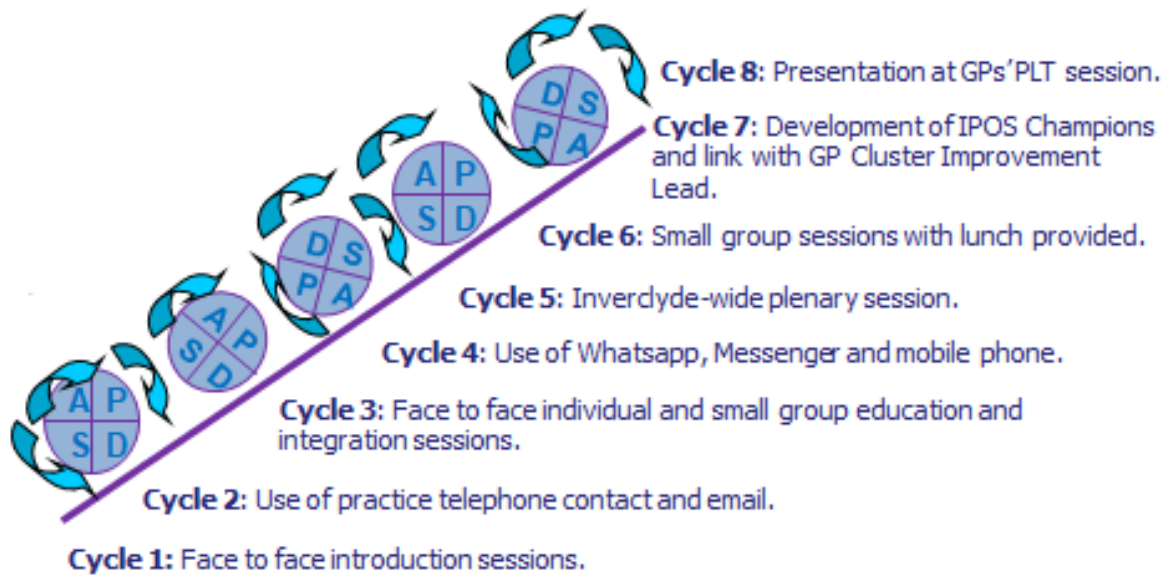 Cycle 8: Presentation at GPs’PLT session.
Cycle 7: Development of IPOS Champions
and link with GP Cluster Improvement
Lead.
Cycle 6: Small group sessions with lunch provided.
Cycle 5: Inverclyde-wide plenary session.
Cycle 4: Use of Whatsapp, Messenger and mobile phone.
Cycle 3: Face to face individual and small group education and
integration sessions.
Cycle 2: Use of practice telephone contact and email.
Cycle 1: Face to face introduction sessions.
D S
P A
A P
S D
D S
P A
A P
S D
A P
S D